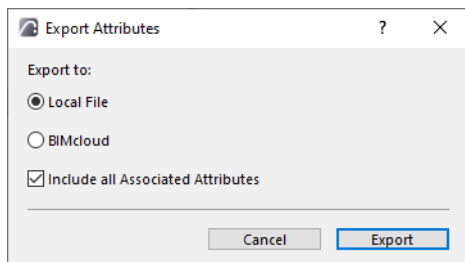 Export Attributes ?
Export to:
Local File
BIMcloud
Include all Associated Attributes
Cancel Export